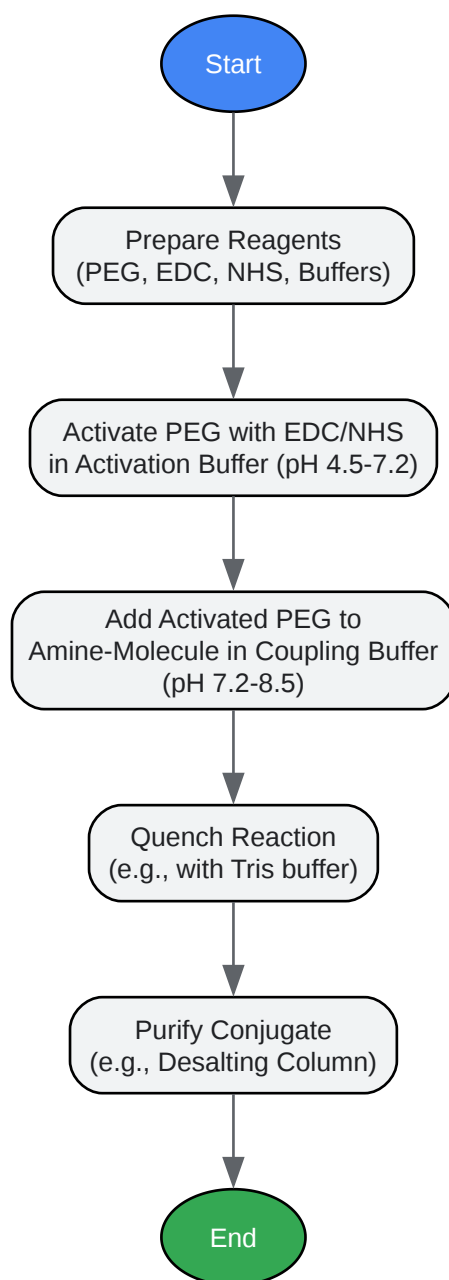 Start
Prepare Reagents
(PEG, EDC, NHS, Buffers)
Activate PEG with EDC/NHS
in Activation Buffer (pH 4.5-7.2)
Add Activated PEG to
Amine-Molecule in Coupling Buffer
(pH 7.2-8.5)
Quench Reaction
(e.g., with Tris buffer)
Purify Conjugate
(e.g., Desalting Column)
End